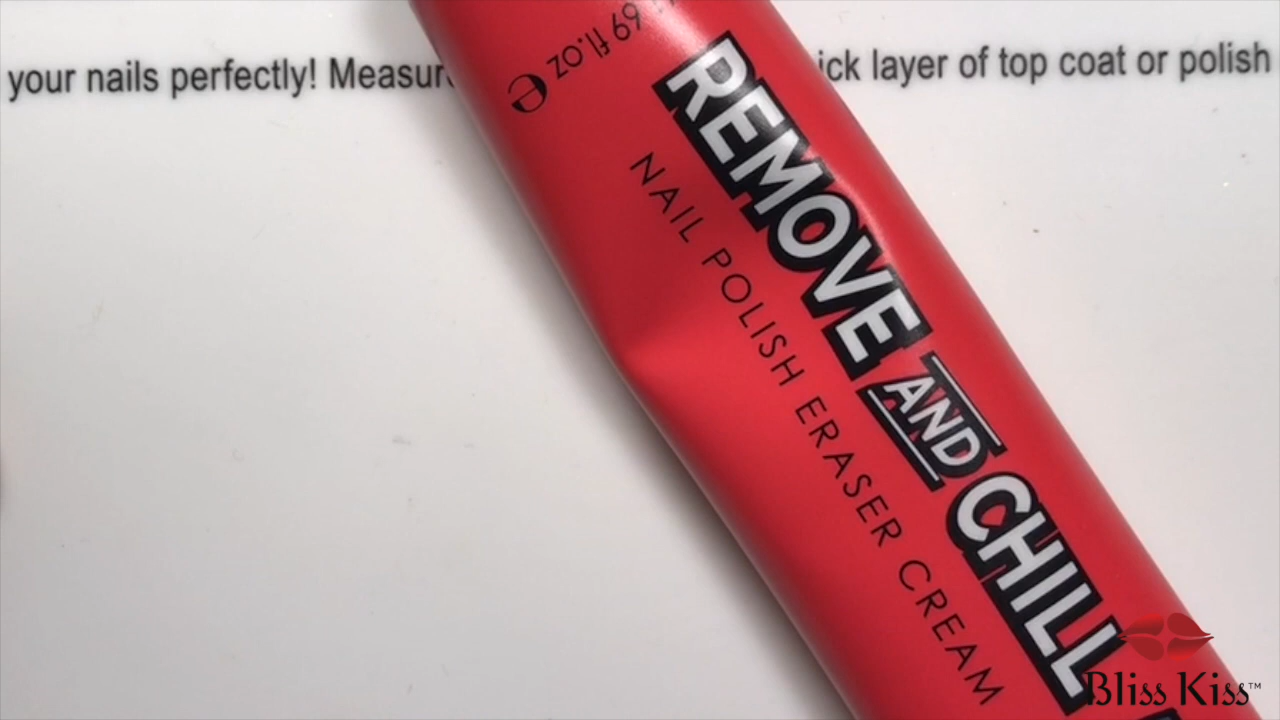 your nails perfectly! Measur
ick layer of top coat or polish
69 fl.oz
REMOVE AND CHILL
NAIL POLISH ERASER CREAM
Bliss Kiss™